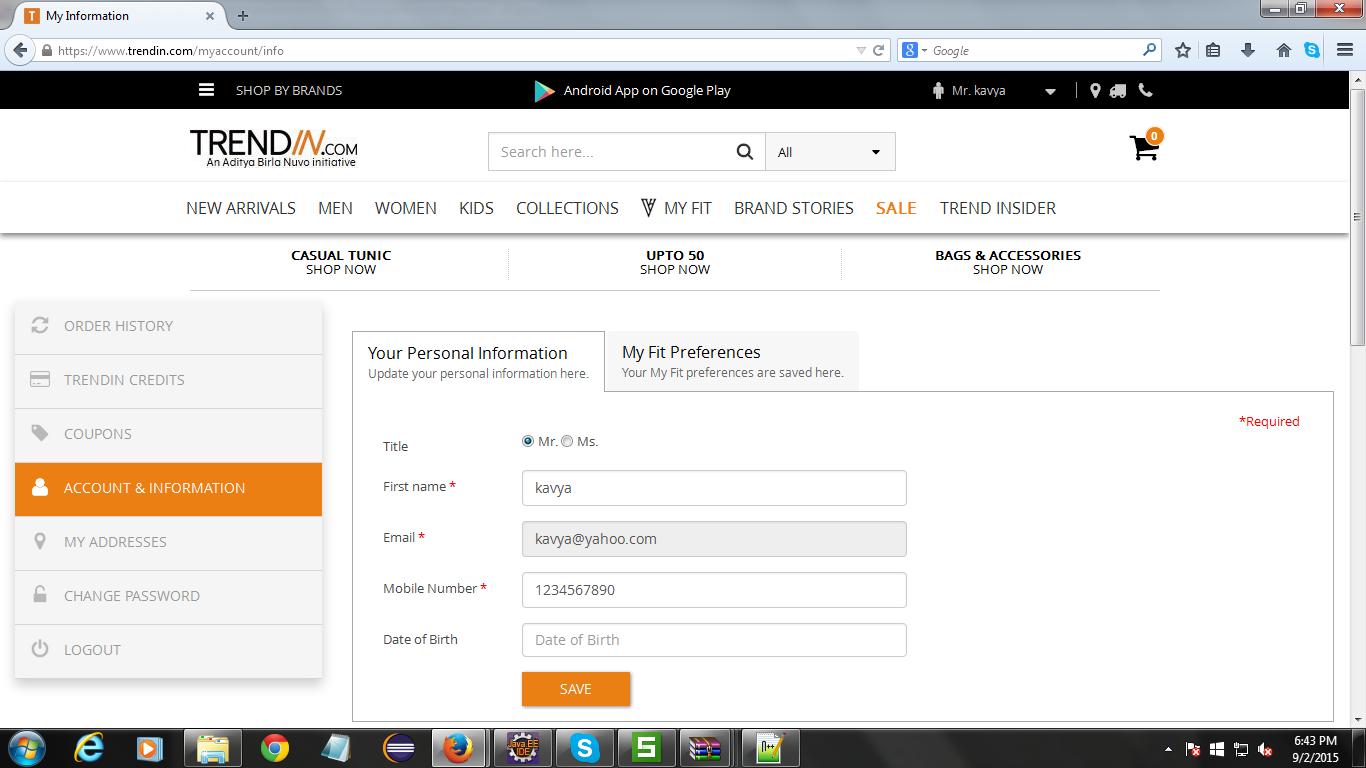 My Information
https://www.trendin.com/myaccount/info
Google
SHOP BY BRANDS
Android App on Google Play
Mr. kavya
TRENDIN.COM
An Aditya Birla Nuvo initiative
Search here...
All
0
NEW ARRIVALS MEN WOMEN KIDS COLLECTIONS MY FIT BRAND STORIES SALE TREND INSIDER
CASUAL TUNIC
SHOP NOW
UPTO 50
SHOP NOW
BAGS & ACCESSORIES
SHOP NOW
ORDER HISTORY
TRENDIN CREDITS
COUPONS
ACCOUNT & INFORMATION
MY ADDRESSES
CHANGE PASSWORD
LOGOUT
Your Personal Information
Update your personal information here.
My Fit Preferences
Your My Fit preferences are saved here.
*Required
Title Mr. Ms.
First name * kavya
Email * kavya@yahoo.com
Mobile Number * 1234567890
Date of Birth Date of Birth
SAVE
Java EE
IDE
6:43 PM
9/2/2015